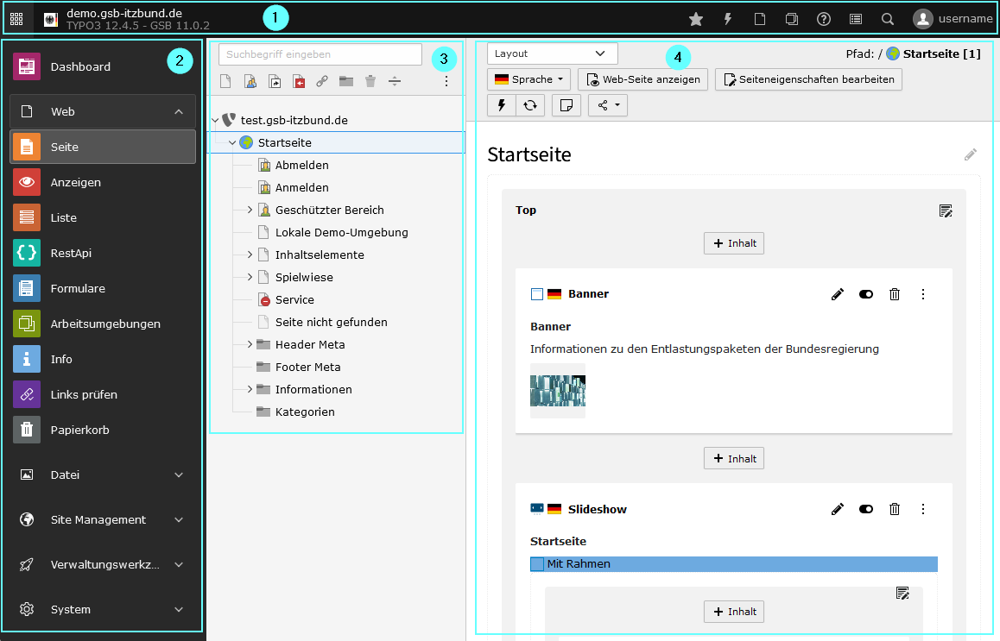 demo.gsb-itzbund.de
TYPO3 12.4.5 - GSB 11.0.2
1
username
2
Dashboard
Web
Seite
Anzeigen
Liste
RestApi
Formulare
Arbeitsumgebungen
Info
Links prüfen
Papierkorb
Datei
Site Management
Verwaltungswerkz...
System
Suchbegriff eingeben
3
test.gsb-itzbund.de
Startseite
Abmelden
Anmelden
Geschützter Bereich
Lokale Demo-Umgebung
Inhaltselemente
Spielwiese
Service
Seite nicht gefunden
Header Meta
Footer Meta
Informationen
Kategorien
Layout
4
Pfad: / Startseite [1]
Sprache Web-Seite anzeigen Seiteneigenschaften bearbeiten
Startseite
Top
+ Inhalt
Banner
Banner
Informationen zu den Entlastungspaketen der Bundesregierung
+ Inhalt
Slideshow
Startseite
Mit Rahmen
+ Inhalt